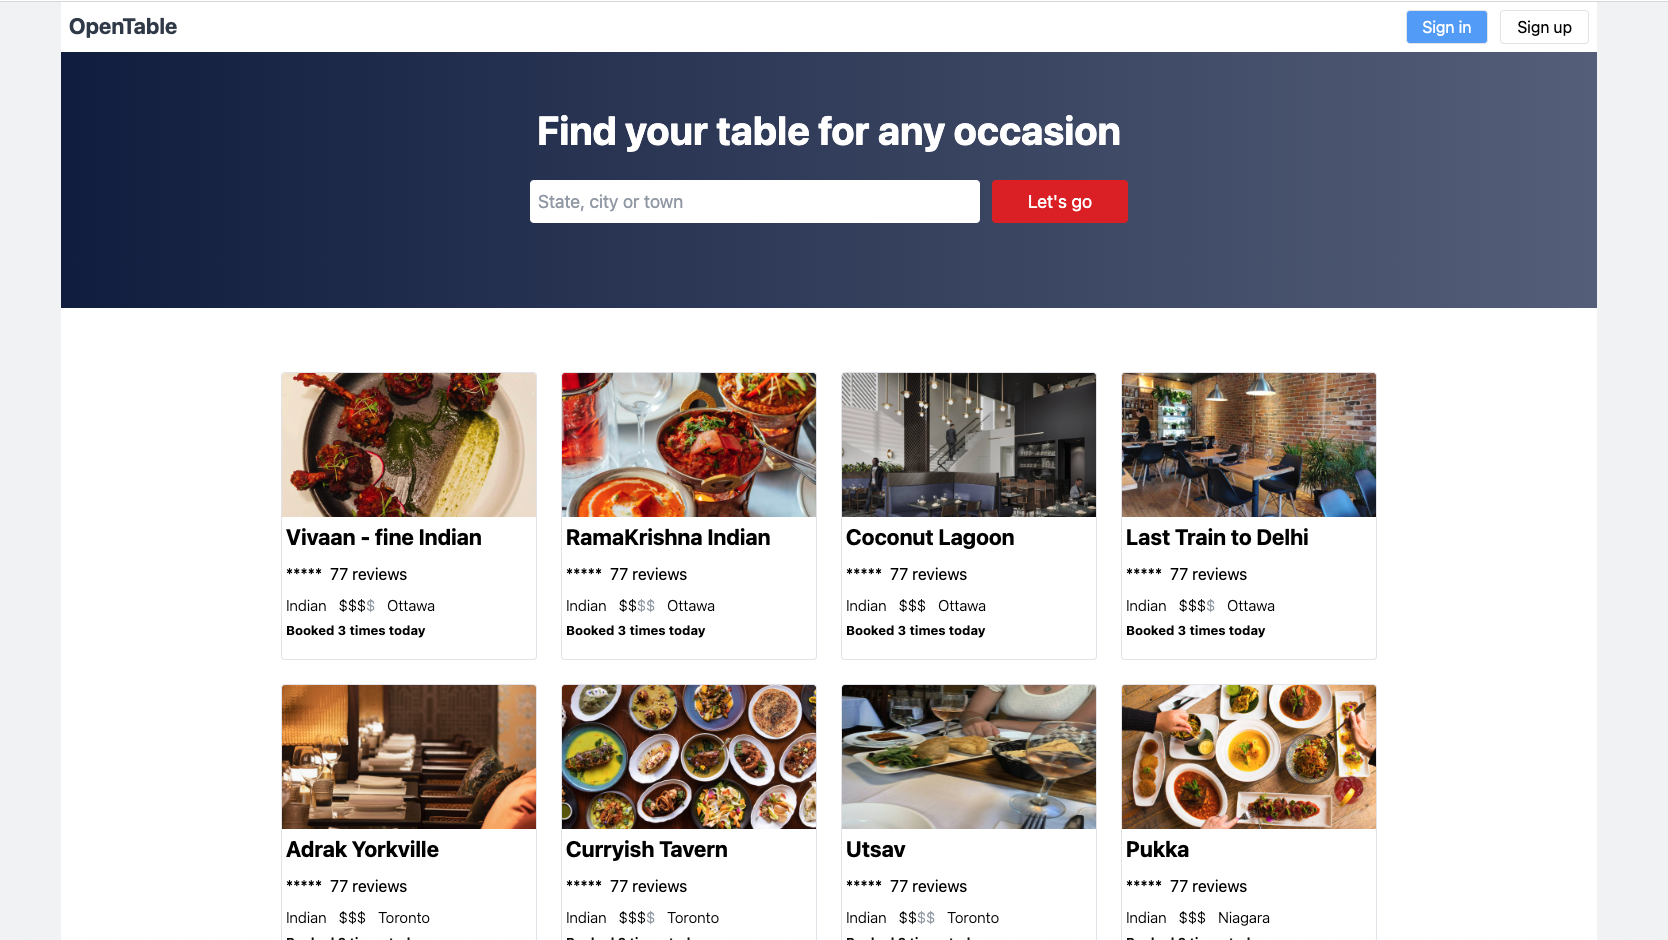 OpenTable
Sign in
Sign up
Find your table for any occasion
State, city or town
Let's go
Vivaan - fine Indian
***** 77 reviews
Indian $$$$ Ottawa
Booked 3 times today
RamaKrishna Indian
***** 77 reviews
Indian $$$$ Ottawa
Booked 3 times today
Coconut Lagoon
***** 77 reviews
Indian $$$ Ottawa
Booked 3 times today
Last Train to Delhi
***** 77 reviews
Indian $$$$ Ottawa
Booked 3 times today
Adrak Yorkville
***** 77 reviews
Indian $$$ Toronto
Curryish Tavern
***** 77 reviews
Indian $$$$ Toronto
Utsav
***** 77 reviews
Indian $$$$ Toronto
Pukka
***** 77 reviews
Indian $$$ Niagara